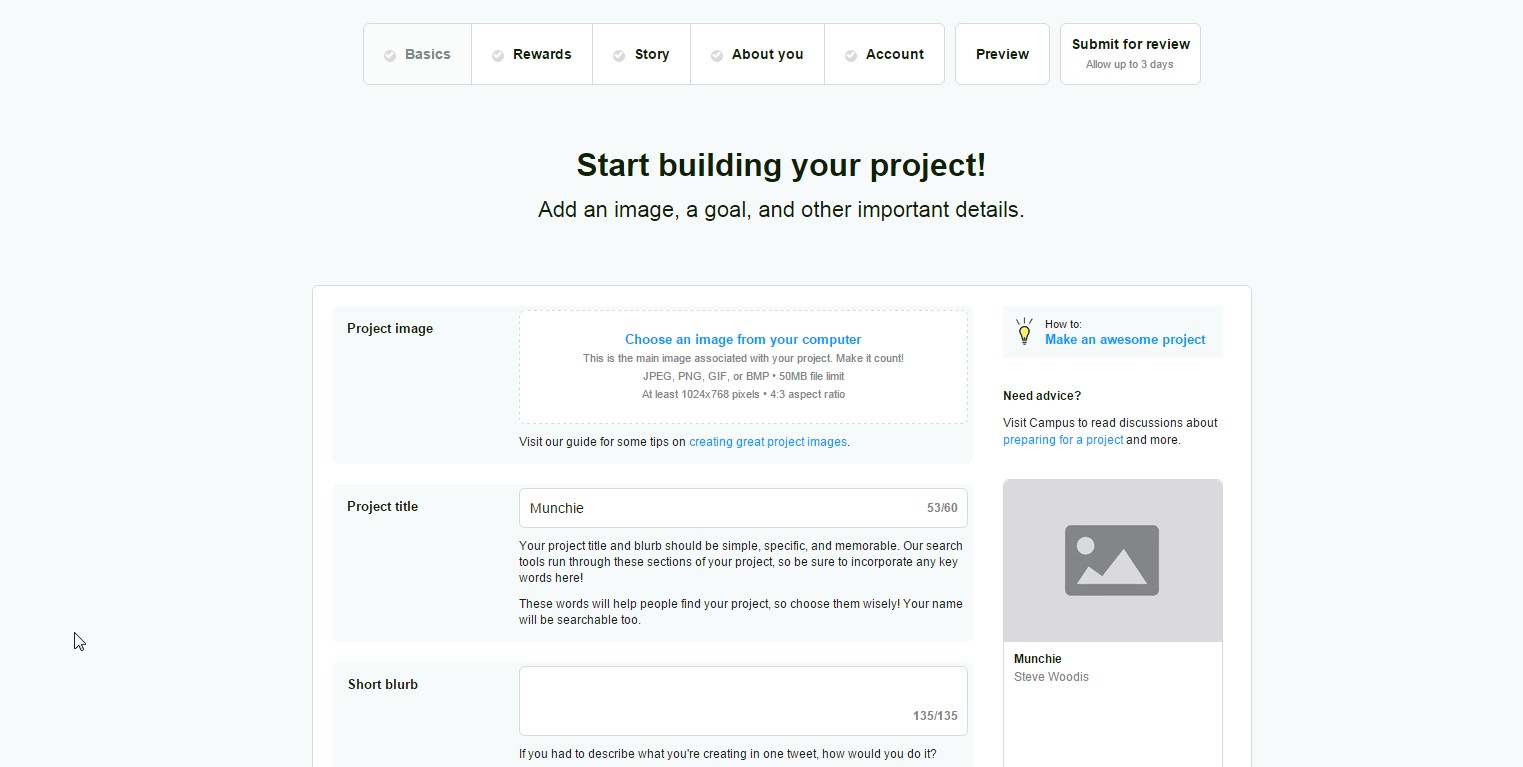 Basics
Rewards
Story
About you
Account
Preview
Submit for review
Allow up to 3 days
Start building your project!
Add an image, a goal, and other important details.
Project image
Choose an image from your computer
This is the main image associated with your project. Make it count!
JPEG, PNG, GIF, or BMP • 50MB file limit
At least 1024x768 pixels • 4:3 aspect ratio
Visit our guide for some tips on creating great project images.
Project title
Munchie
53/60
Your project title and blurb should be simple, specific, and memorable. Our search
tools run through these sections of your project, so be sure to incorporate any key
words here!
These words will help people find your project, so choose them wisely! Your name
will be searchable too.
Short blurb
135/135
If you had to describe what you're creating in one tweet, how would you do it?
How to:
Make an awesome project
Need advice?
Visit Campus to read discussions about
preparing for a project and more.
Munchie
Steve Woodis